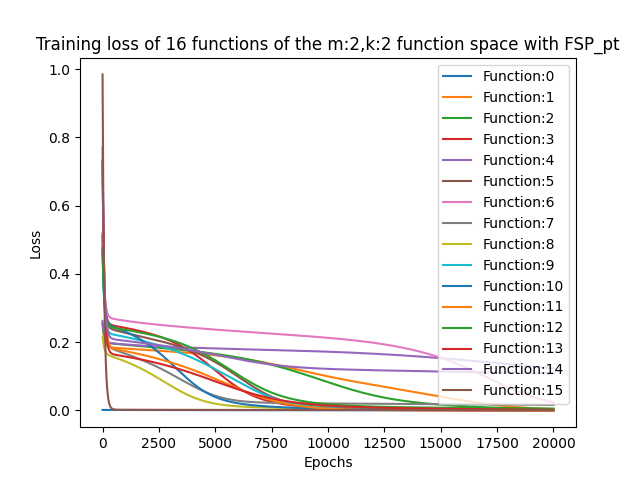 Training loss of 16 functions of the m:2,k:2 function space with FSP_pt
1.0
0.8
0.6
0.4
0.2
0.0
Loss
0
2500
5000
7500
10000
12500
15000
17500
20000
Epochs
Function:0
Function:1
Function:2
Function:3
Function:4
Function:5
Function:6
Function:7
Function:8
Function:9
Function:10
Function:11
Function:12
Function:13
Function:14
Function:15